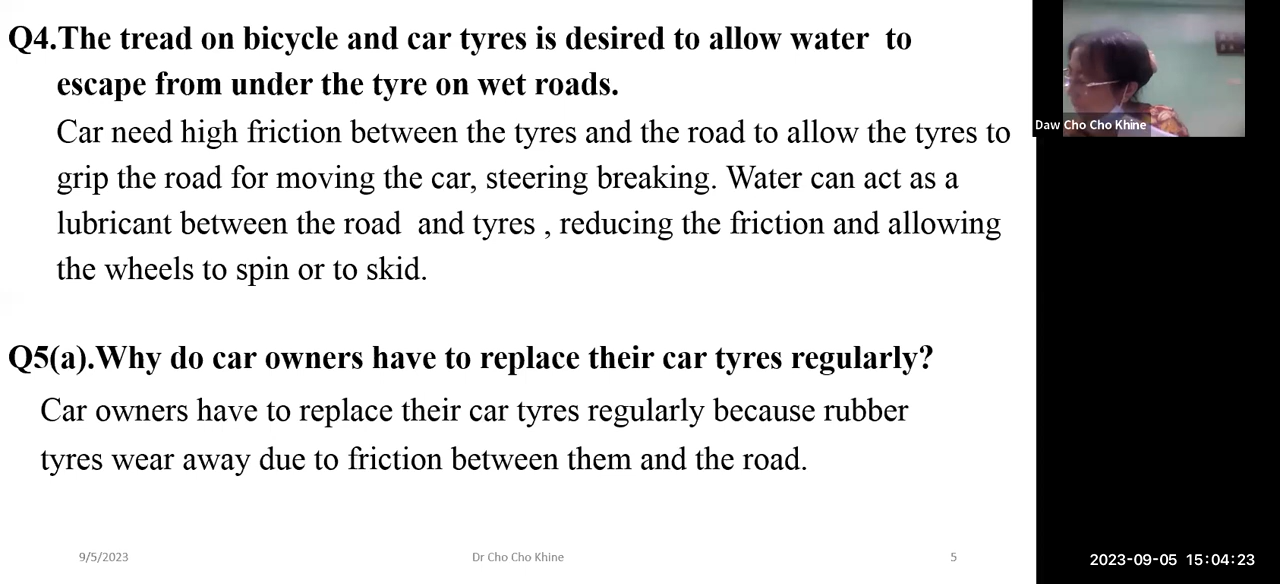 Q4.The tread on bicycle and car tyres is desired to allow water to
escape from under the tyre on wet roads.
Car need high friction between the tyres and the road to allow the tyres to
grip the road for moving the car, steering breaking. Water can act as a
lubricant between the road and tyres , reducing the friction and allowing
the wheels to spin or to skid.
Q5(a).Why do car owners have to replace their car tyres regularly?
Car owners have to replace their car tyres regularly because rubber
tyres wear away due to friction between them and the road.
9/5/2023
Dr Cho Cho Khine
5
Daw Cho Cho Khine
2023-09-05 15:04:23